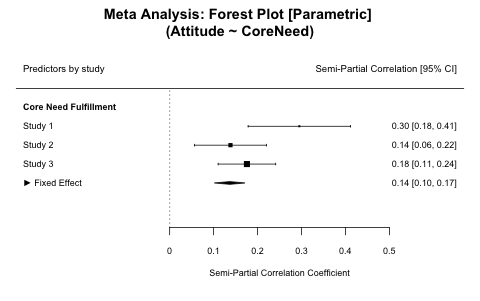 Meta Analysis: Forest Plot [Parametric]
(Attitude ~ CoreNeed)
Predictors by study Semi-Partial Correlation [95% CI]
Core Need Fulfillment
Study 1 0.30 [0.18, 0.41]
Study 2 0.14 [0.06, 0.22]
Study 3 0.18 [0.11, 0.24]
► Fixed Effect 0.14 [0.10, 0.17]
0 0.1 0.2 0.3 0.4 0.5
Semi-Partial Correlation Coefficient